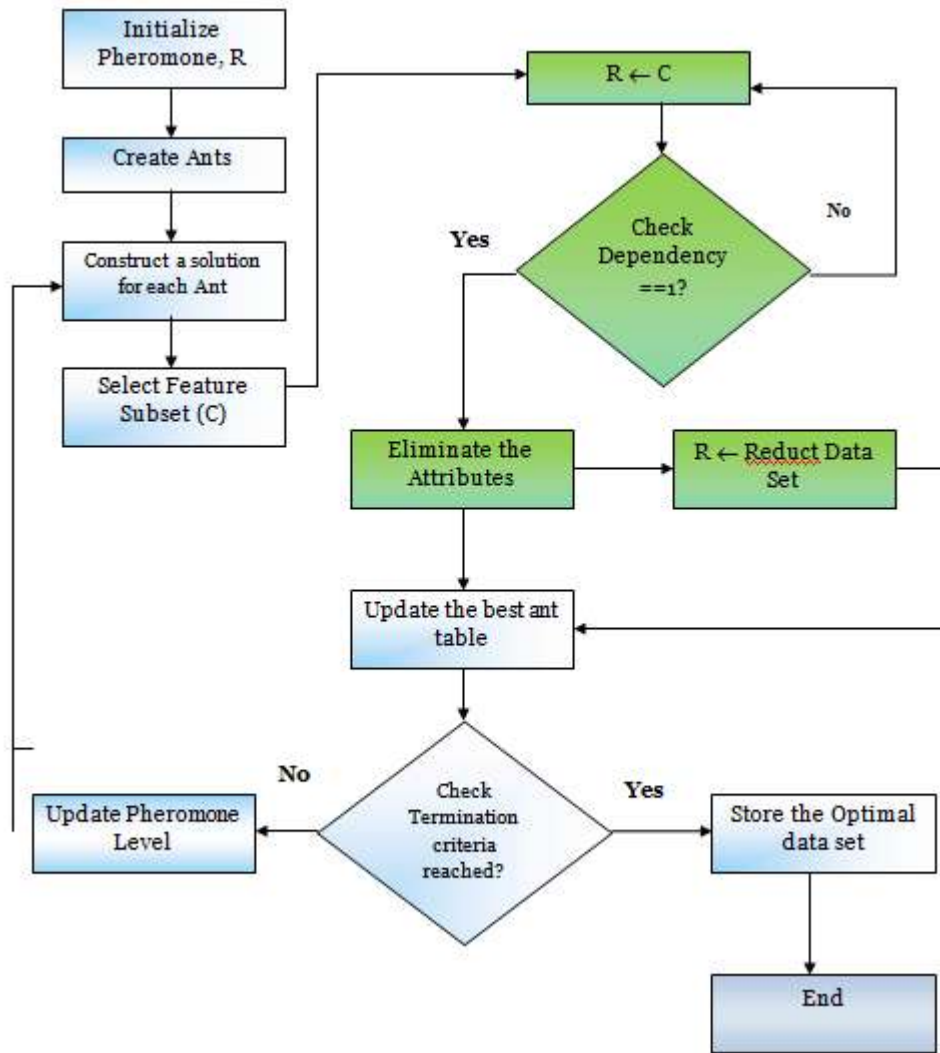 Initialize
Pheromone, R
Create Ants
Construct a solution
for each Ant
Select Feature
Subset (C)
R ← C
Check
Dependency
==1?
Yes
No
Eliminate the
Attributes
R ← Reduct Data
Set
Update the best ant
table
Check
Termination
criteria
reached?
No
Yes
Update Pheromone
Level
Store the Optimal
data set
End